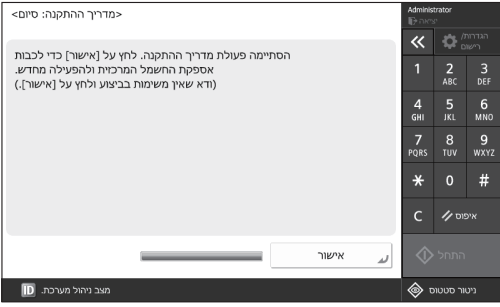 <מדריך ההתקנה: סיום>
הסתיימה פעולת מדריך ההתקנה. לחץ על [אישור] כדי לכבות
אספקת החשמל המרכזית ולהפעילה מחדש.
(ודא שאין משימות בביצוע ולחץ על [אישור].)
אישור
מצב ניהול מערכת.
ID
Administrator
יציאה
הגדרות/
רישום
1
2
ABC
3
DEF
4
GHI
5
JKL
6
MNO
7
PQRS
8
TUV
9
WXYZ
*
0
#
C
איפוס
התחל
ניטור סטטוס